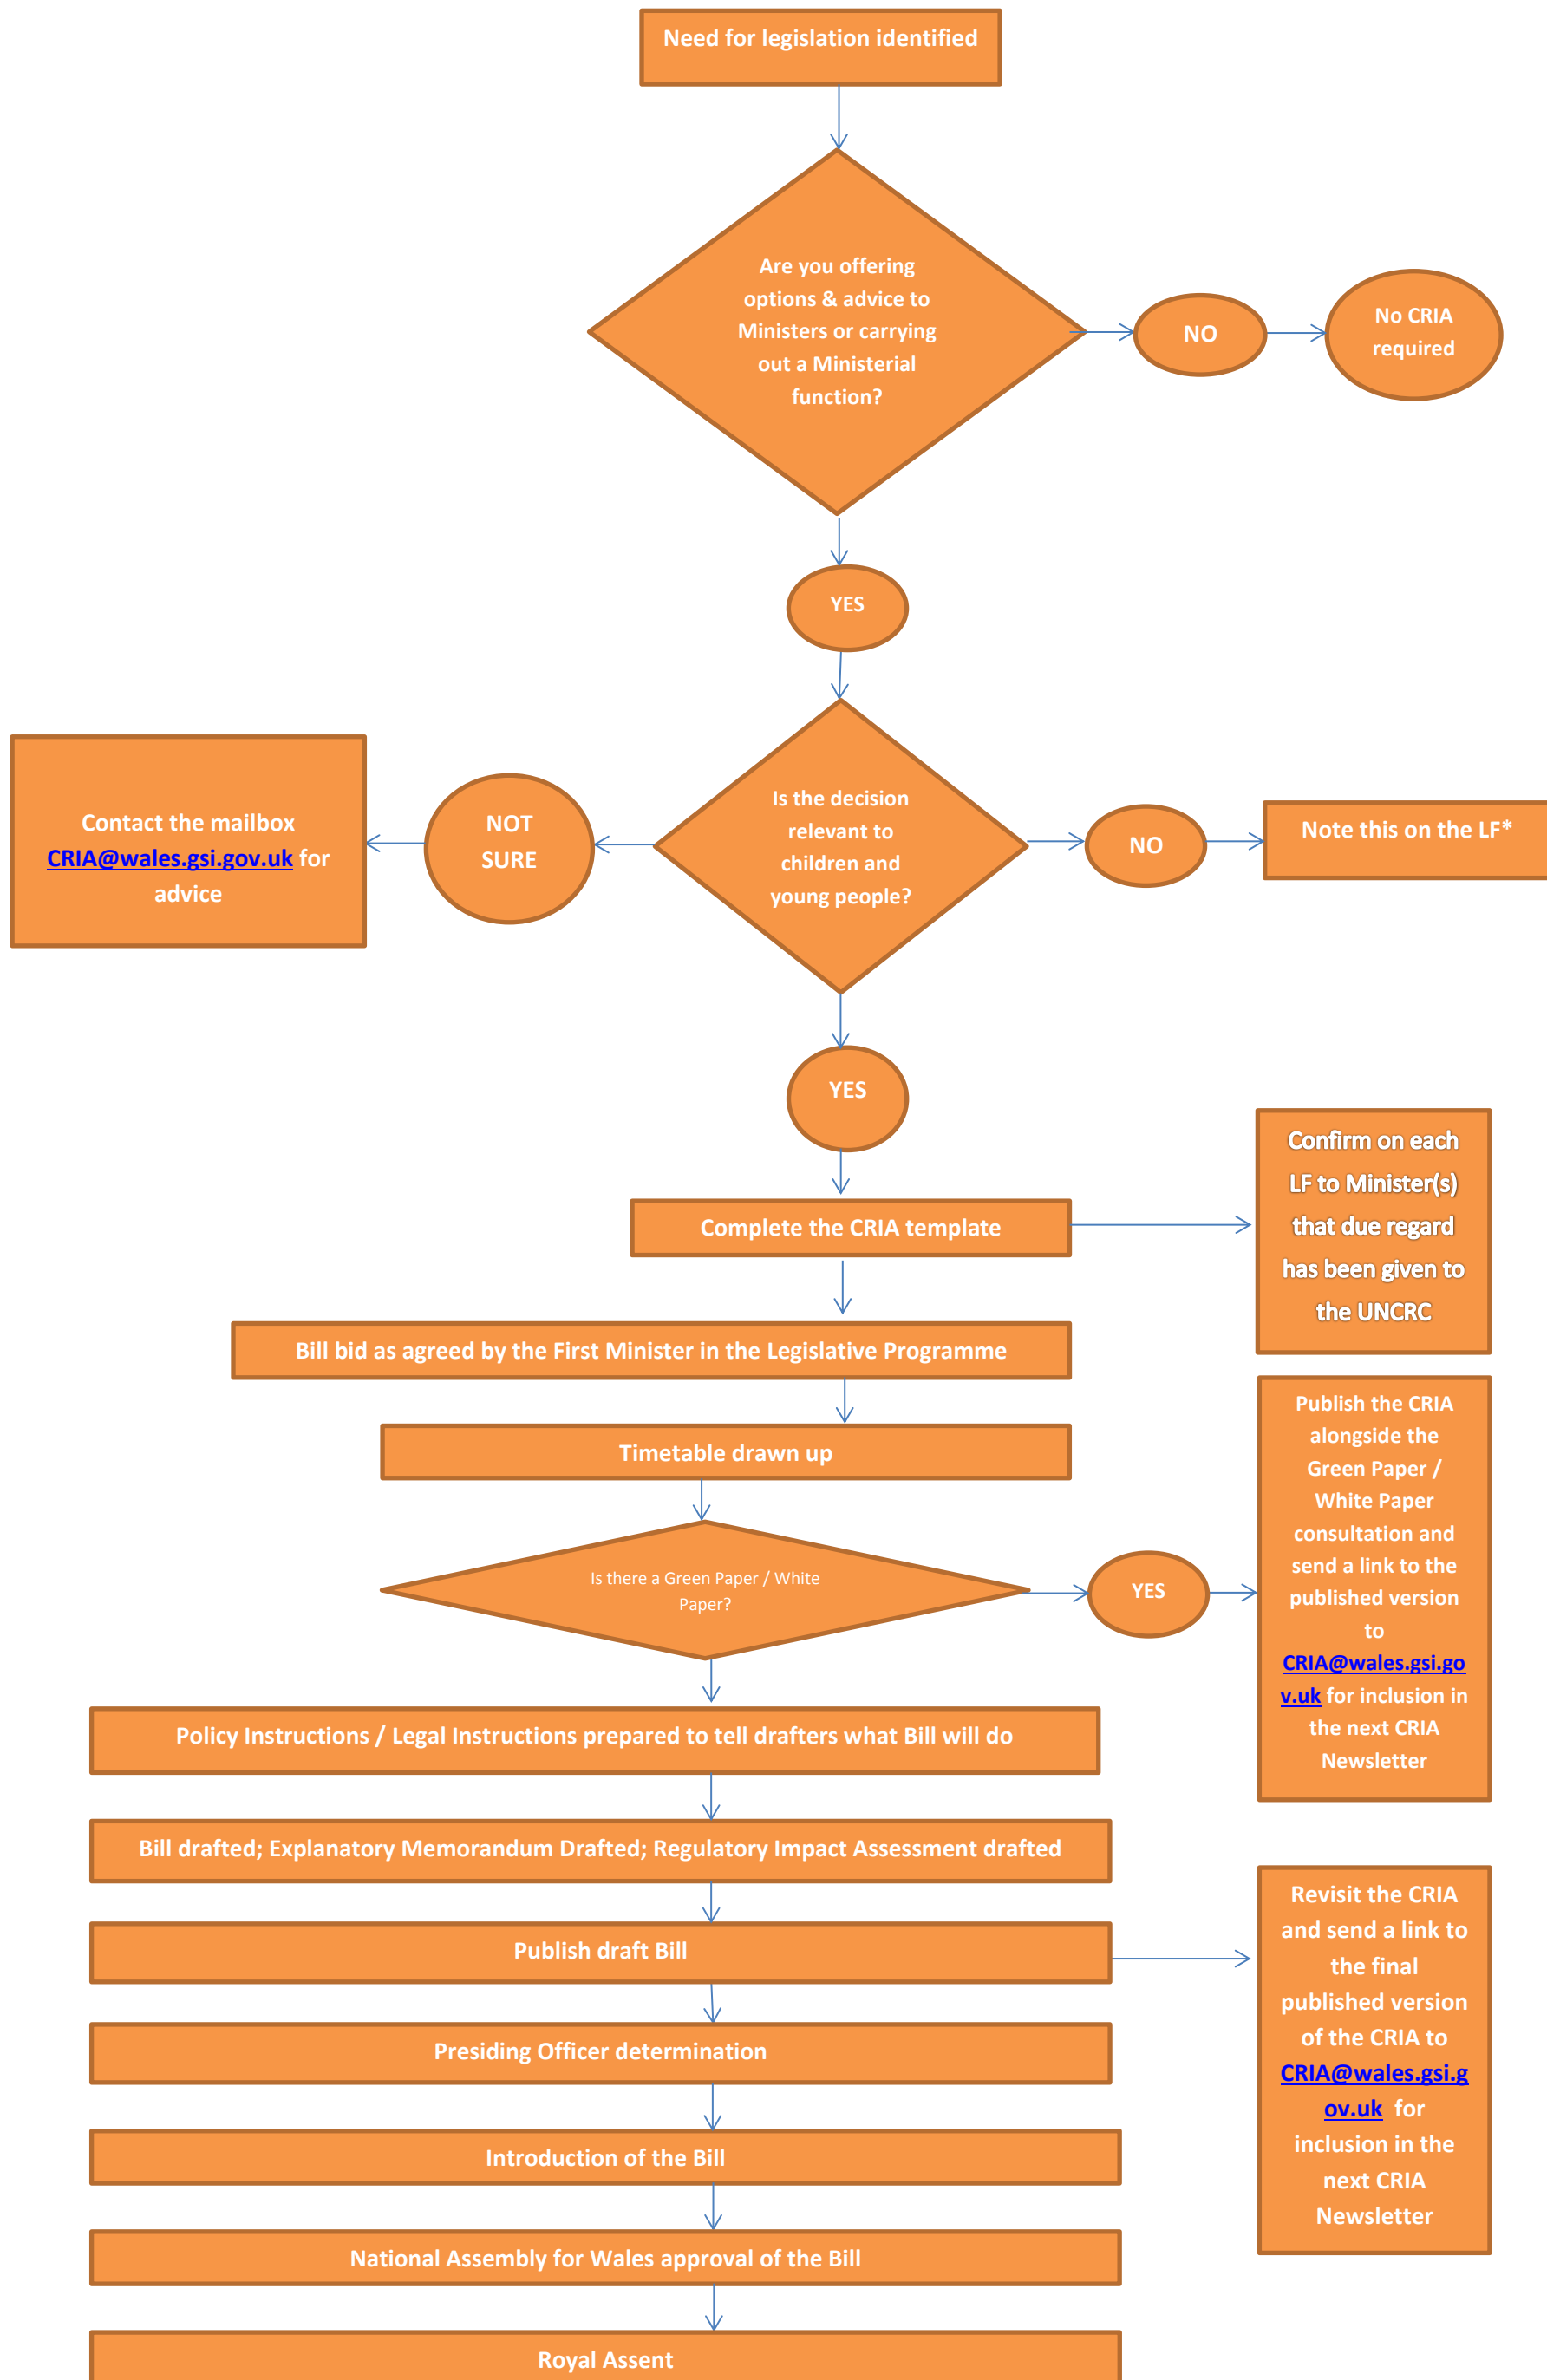 Need for legislation identified
Are you offering
options & advice to
Ministers or carrying
out a Ministerial
function?
NO
No CRIA
required
YES
Contact the mailbox
CRIA@wales.gsi.gov.uk for
advice
NOT
SURE
Is the decision
relevant to
children and
young people?
NO
Note this on the LF*
YES
Complete the CRIA template
Confirm on each
LF to Minister(s)
that due regard
has been given to
the UNCRC
Bill bid as agreed by the First Minister in the Legislative Programme
Timetable drawn up
Is there a Green Paper / White
Paper?
YES
Publish the CRIA
alongside the
Green Paper /
White Paper
consultation and
send a link to the
published version
to
CRIA@wales.gsi.go
v.uk for inclusion in
the next CRIA
Newsletter
Policy Instructions / Legal Instructions prepared to tell drafters what Bill will do
Bill drafted; Explanatory Memorandum Drafted; Regulatory Impact Assessment drafted
Publish draft Bill
Revisit the CRIA
and send a link to
the final
published version
of the CRIA to
CRIA@wales.gsi.g
ov.uk for
inclusion in the
next CRIA
Newsletter
Presiding Officer determination
Introduction of the Bill
National Assembly for Wales approval of the Bill
Royal Assent